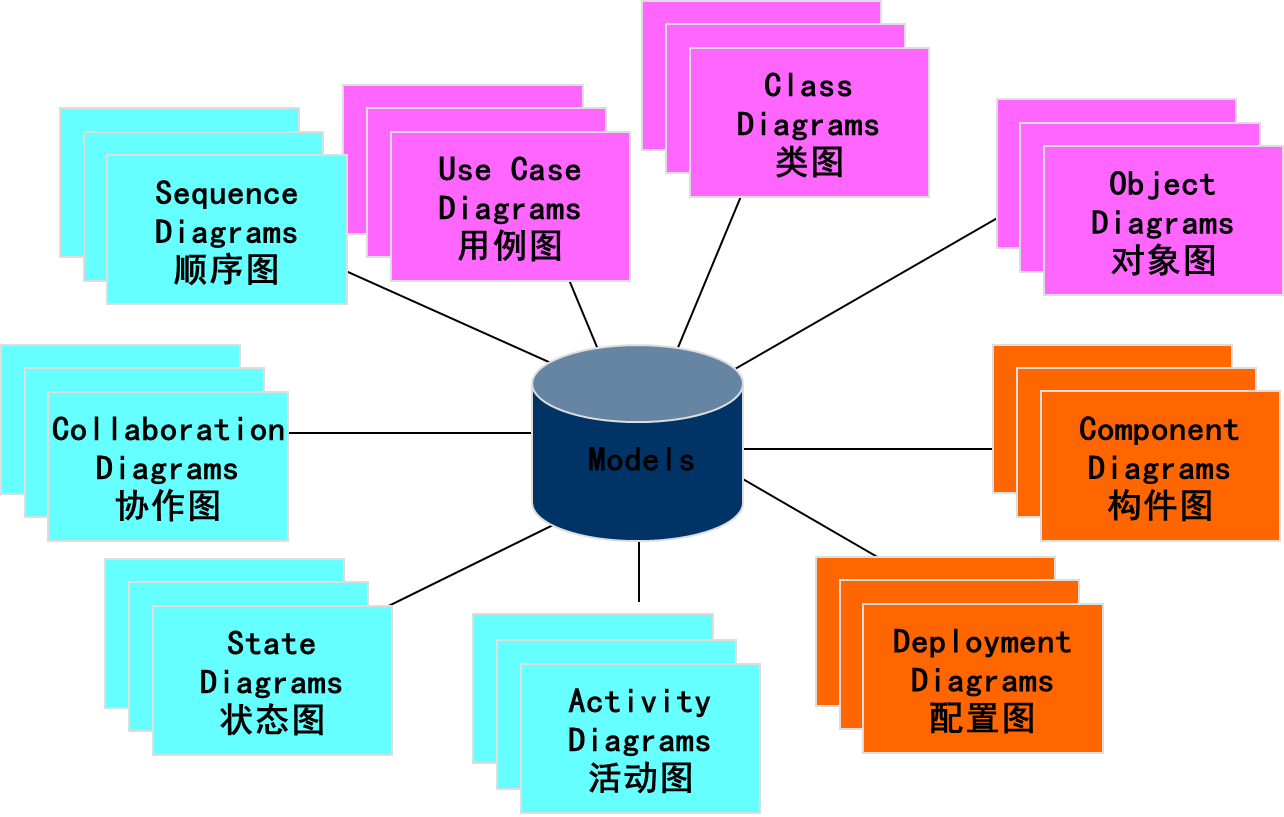 Class
Diagrams
类图
Use Case
Diagrams
用例图
Sequence
Diagrams
顺序图
Object
Diagrams
对象图
Collaboration
Diagrams
协作图
Models
Component
Diagrams
构件图
State
Diagrams
状态图
Activity
Diagrams
活动图
Deployment
Diagrams
配置图